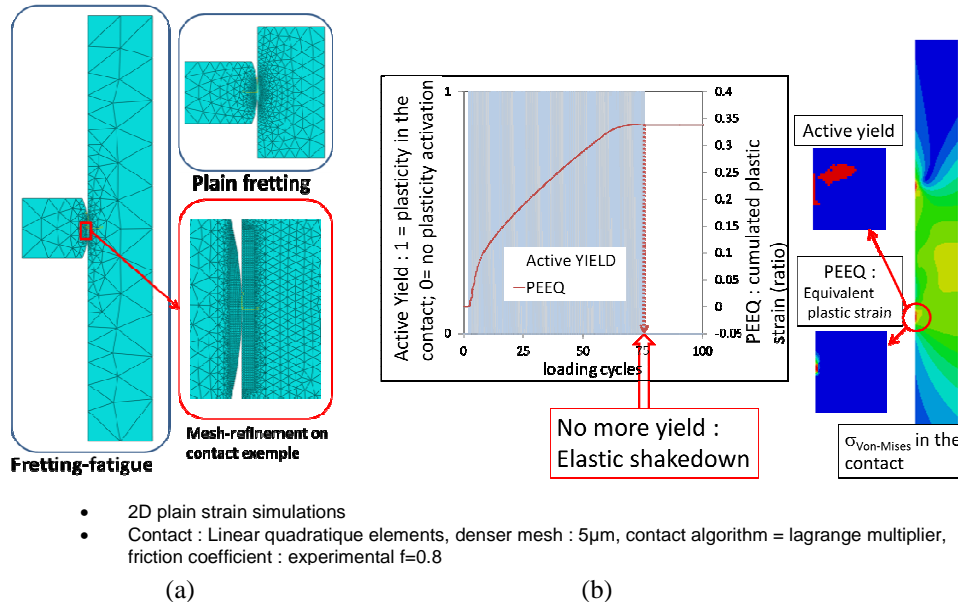 Plain fretting
Mesh-refinement on
contact exemple
Fretting-fatigue
Active Yield : 1 = plasticity in the
contact; 0= no plasticity activation
1
0
0.4
0.35
0.3
0.25
0.2
0.15
0.1
0.05
0
-0.05
PEEQ : cumulated plastic
strain (ratio)
Active YIELD
PEEQ
0
25
50
75
100
loading cycles
No more yield :
Elastic shakedown
Active yield
PEEQ :
Equivalent
plastic strain
σVon-Mises in the
contact
• 2D plain strain simulations
• Contact : Linear quadratique elements, denser mesh : 5µm, contact algorithm = lagrange multiplier,
friction coefficient : experimental f=0.8
(a)
(b)